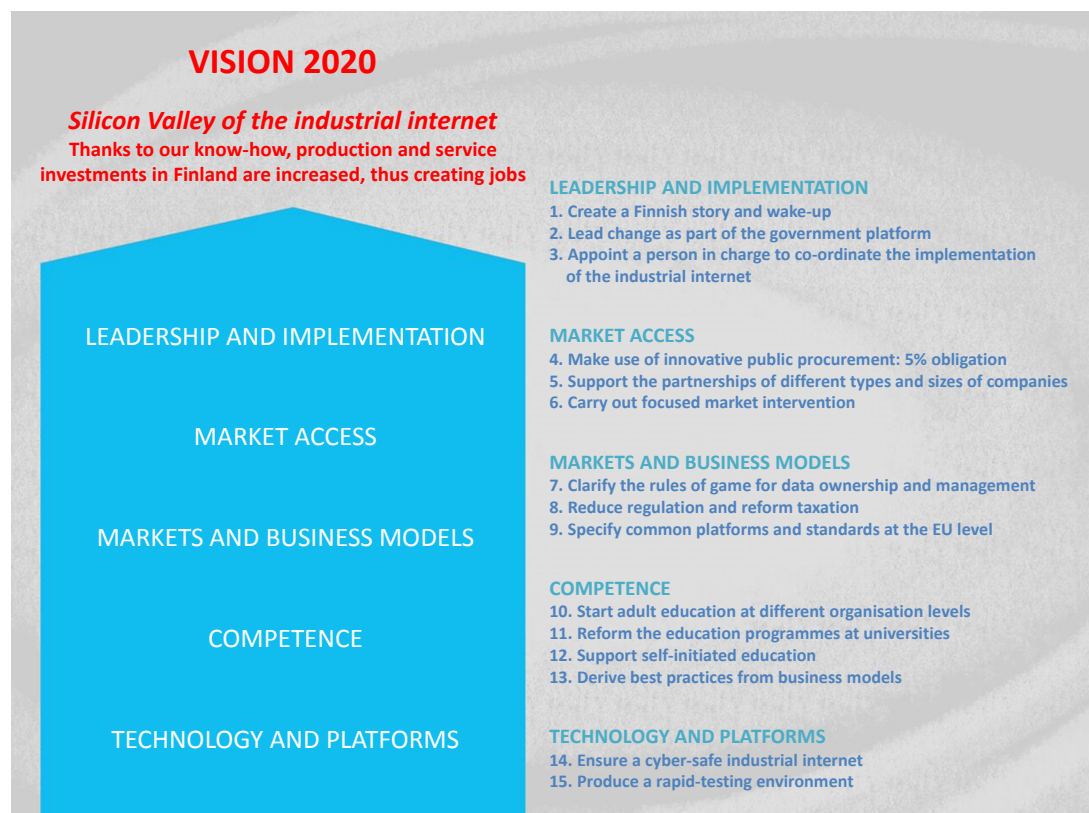 VISION 2020
Silicon Valley of the industrial internet
Thanks to our know-how, production and service
investments in Finland are increased, thus creating jobs
LEADERSHIP AND IMPLEMENTATION
MARKET ACCESS
MARKETS AND BUSINESS MODELS
COMPETENCE
TECHNOLOGY AND PLATFORMS
LEADERSHIP AND IMPLEMENTATION
1. Create a Finnish story and wake-up
2. Lead change as part of the government platform
3. Appoint a person in charge to co-ordinate the implementation
of the industrial internet
MARKET ACCESS
4. Make use of innovative public procurement: 5% obligation
5. Support the partnerships of different types and sizes of companies
6. Carry out focused market intervention
MARKETS AND BUSINESS MODELS
7. Clarify the rules of game for data ownership and management
8. Reduce regulation and reform taxation
9. Specify common platforms and standards at the EU level
COMPETENCE
10. Start adult education at different organisation levels
11. Reform the education programmes at universities
12. Support self-initiated education
13. Derive best practices from business models
TECHNOLOGY AND PLATFORMS
14. Ensure a cyber-safe industrial internet
15. Produce a rapid-testing environment